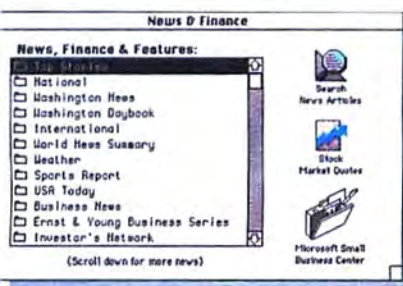 News & Finance
News, Finance & Features:
Top Stories
National
Washington News
Washington Daybook
International
World News Summary
Weather
Sports Report
USA Today
Business News
Ernst & Young Business Series
Investor's Network
(Scroll down for more news)
Search
News Articles
Stock
Market Quotes
Microsoft Small
Business Center